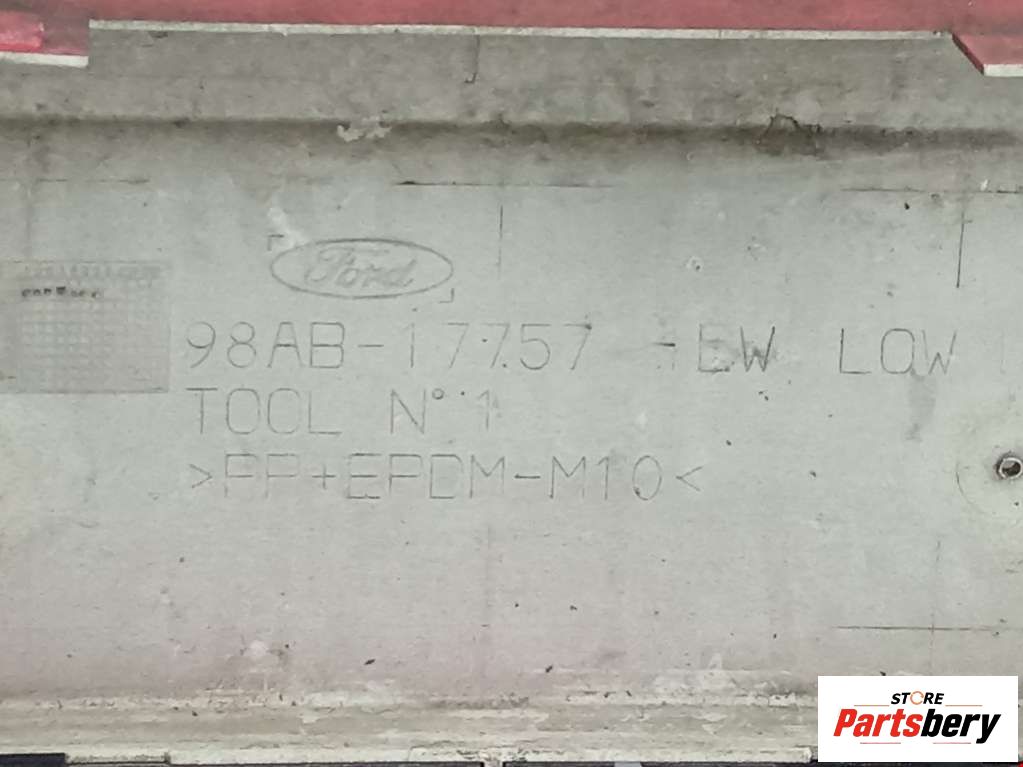 Ford
98AB-17757 LOW
TOOL N° 1
>PP+EPDM-M10<
STORE
Partsbery